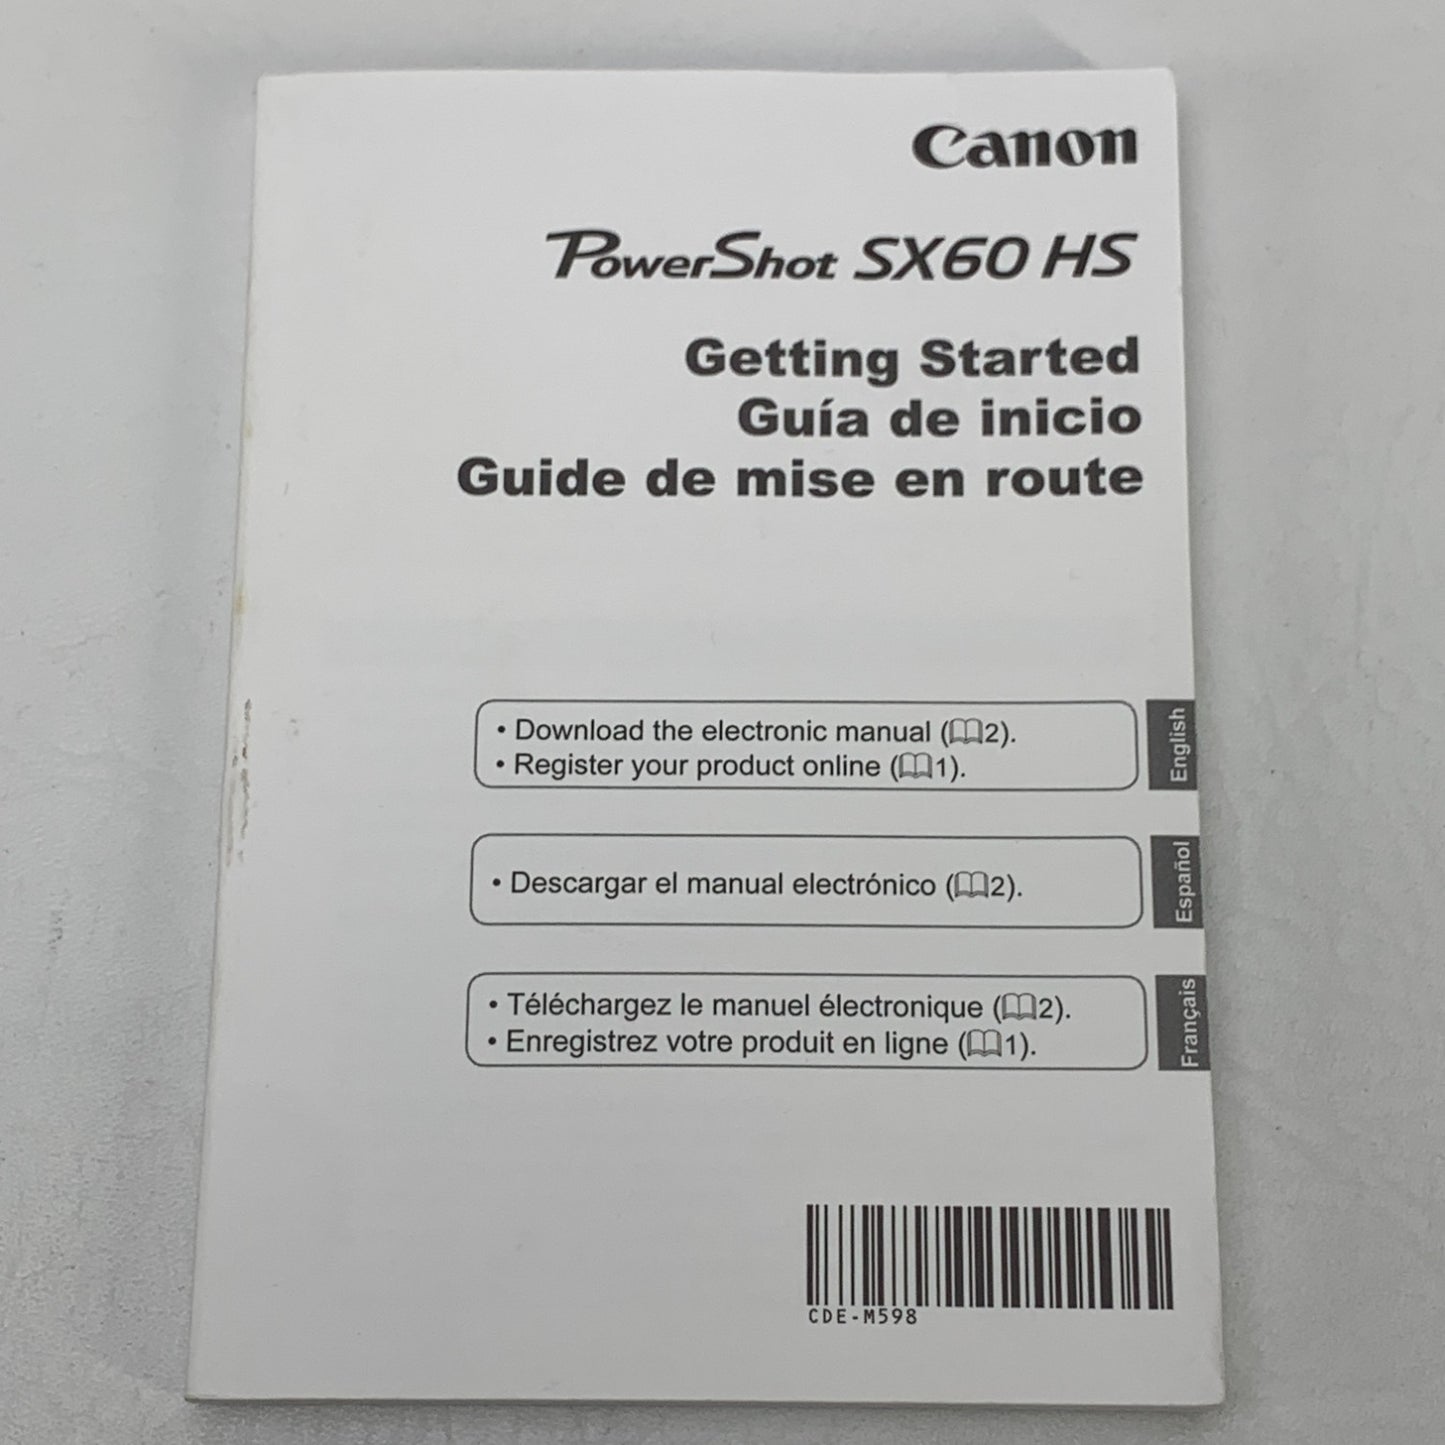 Canon
PowerShot SX60 HS
Getting Started
Guía de inicio
Guide de mise en route
• Download the electronic manual (📖2).
• Register your product online (📖1).
English
• Descargar el manual electrónico (📖2).
Español
• Téléchargez le manuel électronique (📖2).
• Enregistrez votre produit en ligne (📖1).
Français
CDE-M598